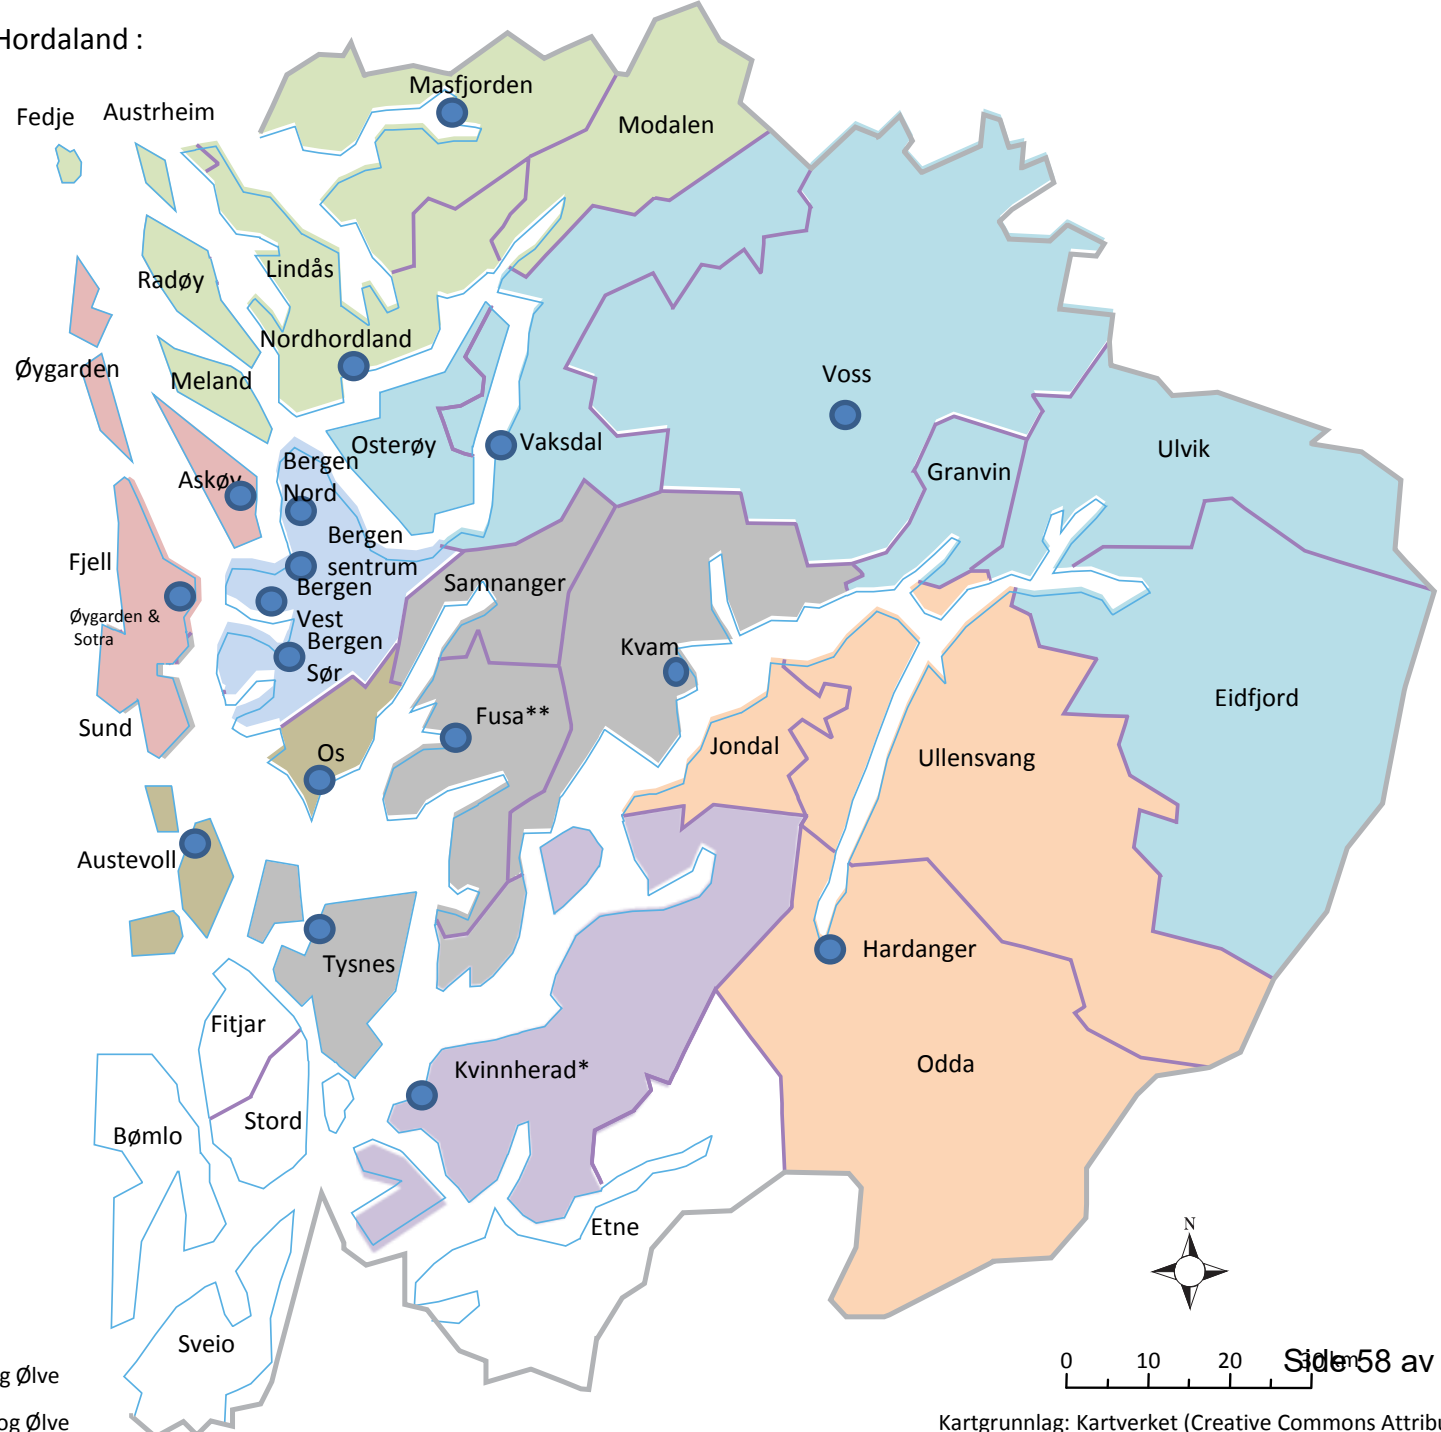 Hordaland :
Masfjorden
Fedje
Austrheim
Modalen
Radøy
Lindås
Nordhordland
Øygarden
Meland
Voss
Osterøy
Vaksdal
Ulvik
Bergen
Nord
Granvin
Askøy
Bergen
sentrum
Fjell
Samnanger
Bergen
Vest
Øygarden &
Sotra
Bergen
Sør
Kvam
Eidfjord
Sund
Fusa**
Os
Jondal
Ullensvang
Austevoll
Hardanger
Tysnes
Fitjar
Kvinnherad*
Odda
Stord
Bømlo
Etne
N
Sveio
0 10 20 30 km
Side 58 av
g Ølve
og Ølve
Kartgrunnlag: Kartverket (Creative Commons Attribu